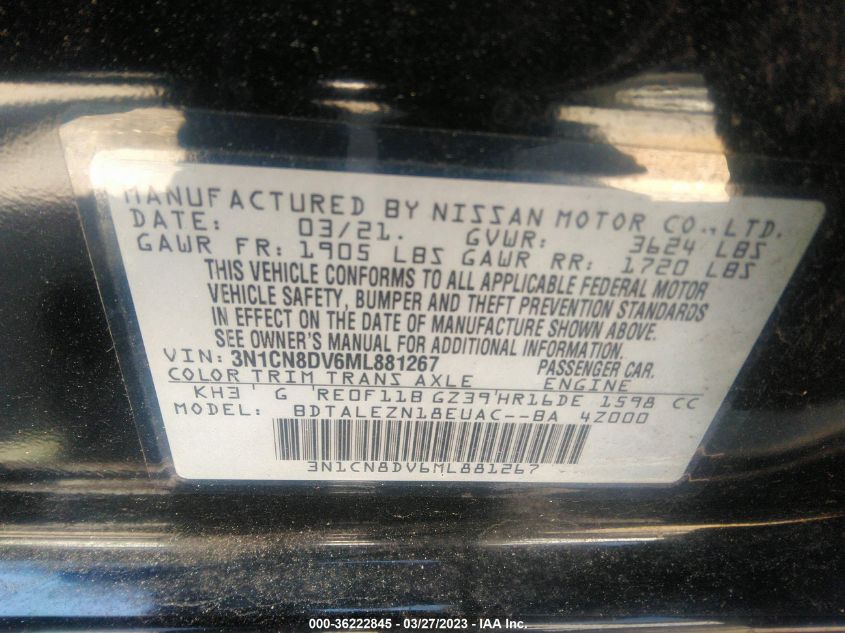 MANUFACTURED BY NISSAN MOTOR CO.,LTD.
DATE: 03/21. GVWR: 3624 LBS
GAWR FR: 1905 LBS GAWR RR: 1720 LBS
THIS VEHICLE CONFORMS TO ALL APPLICABLE FEDERAL MOTOR
VEHICLE SAFETY, BUMPER AND THEFT PREVENTION STANDARDS
IN EFFECT ON THE DATE OF MANUFACTURE SHOWN ABOVE.
SEE OWNER'S MANUAL FOR ADDITIONAL INFORMATION.
VIN: 3N1CN8DV6ML881267 PASSENGER CAR.
COLOR TRIM TRANS AXLE ENGINE
KH3 G RE0F11B GZ39 HR16DE 1598 CC
MODEL: BDTALEZN18EUAC--BA 4Z000
3N1CN8DV6ML881267
000-36222845 - 03/27/2023 - IAA Inc.